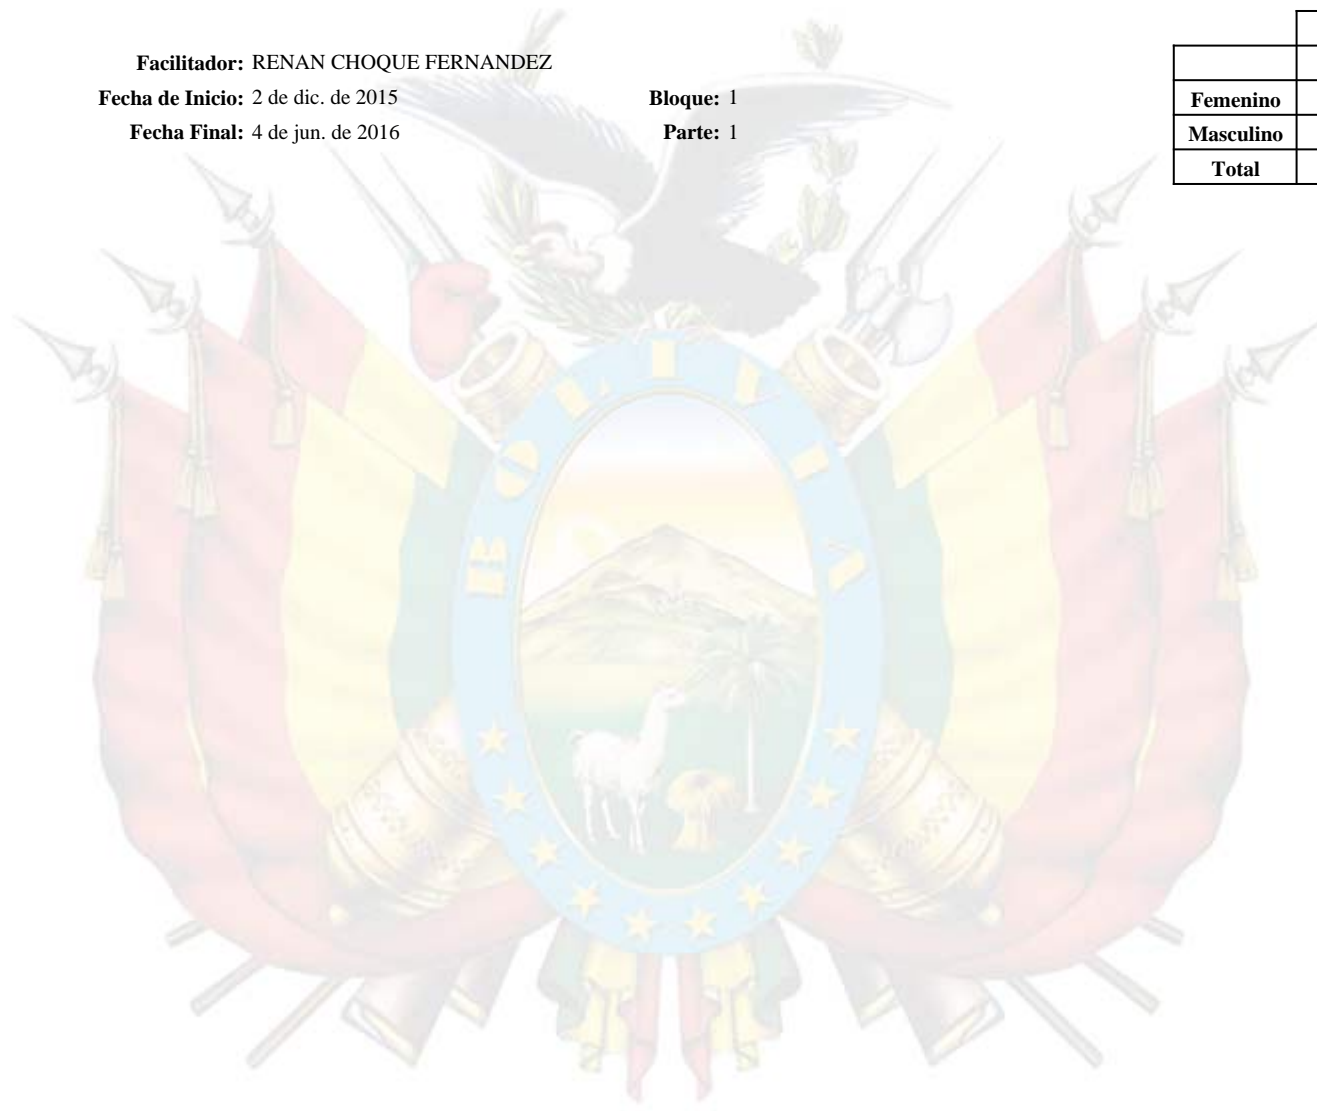 Facilitador: RENAN CHOQUE FERNANDEZ
Fecha de Inicio: 2 de dic. de 2015 Bloque: 1
Fecha Final: 4 de jun. de 2016 Parte: 1
Femenino
Masculino
Total
BOLIVIA